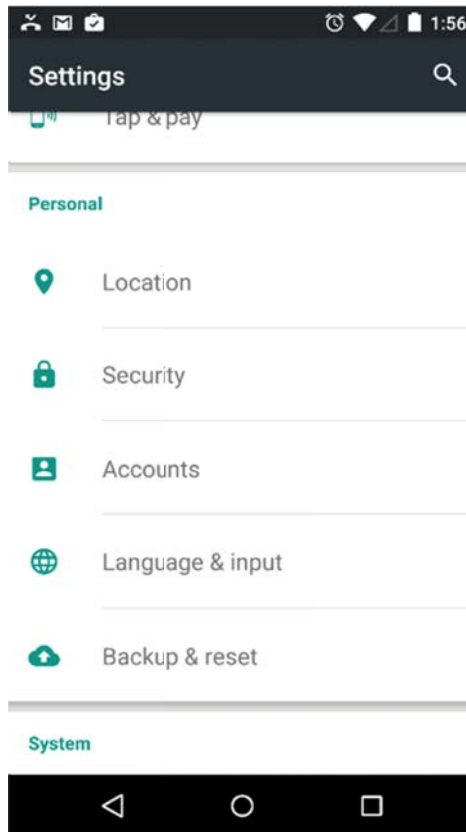 1:56
Settings
Tap & pay
Personal
Location
Security
Accounts
Language & input
Backup & reset
System